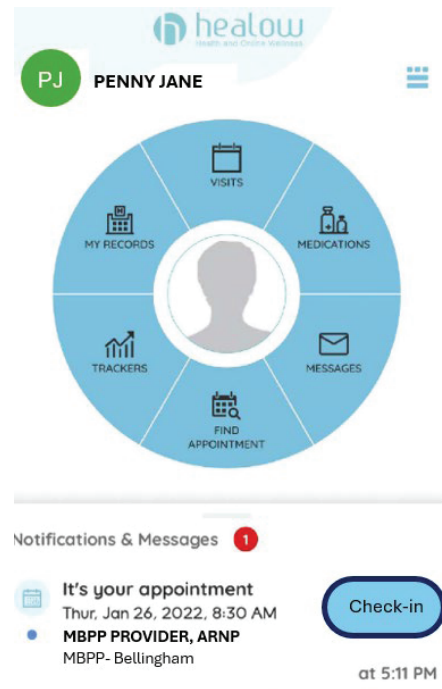 healow
Health and Online Wellness
PJ
PENNY JANE
VISITS
MY RECORDS
MEDICATIONS
TRACKERS
MESSAGES
FIND
APPOINTMENT
Notifications & Messages 1
It's your appointment
Thur, Jan 26, 2022, 8:30 AM
Check-in
MBPP PROVIDER, ARNP
MBPP- Bellingham
at 5:11 PM